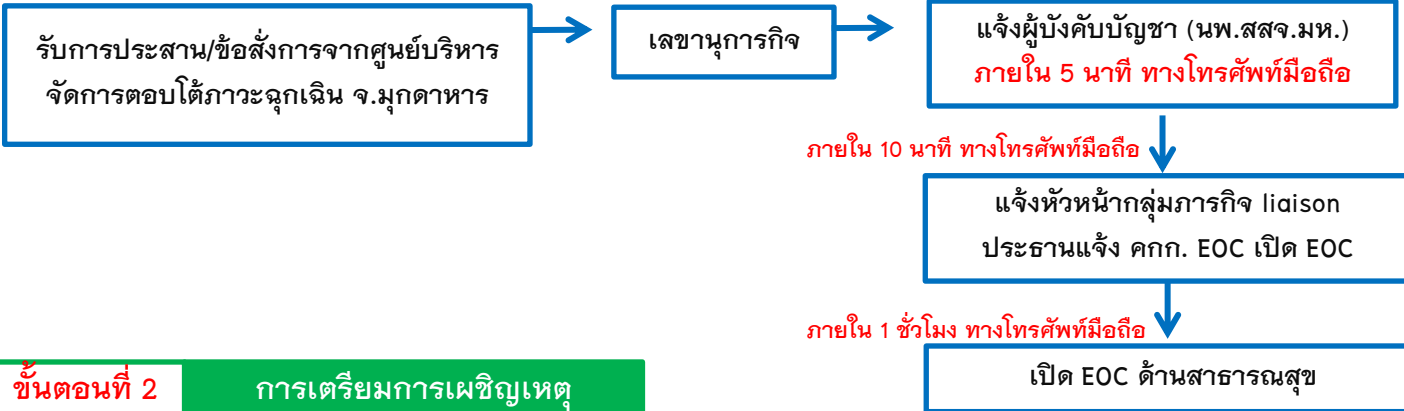 รับการประสาน/ข้อสั่งการจากศูนย์บริหาร
จัดการตอบโต้ภาวะฉุกเฉิน จ.มุกดาหาร
เลขานุการกิจ
แจ้งผู้บังคับบัญชา (นพ.สสจ.มห.)
ภายใน 5 นาที ทางโทรศัพท์มือถือ
ภายใน 10 นาที ทางโทรศัพท์มือถือ
แจ้งหัวหน้ากลุ่มภารกิจ liaison
ประธานแจ้ง คกก. EOC เปิด EOC
ภายใน 1 ชั่วโมง ทางโทรศัพท์มือถือ
เปิด EOC ด้านสาธารณสุข
ขั้นตอนที่ 2 การเตรียมการเผชิญเหตุ